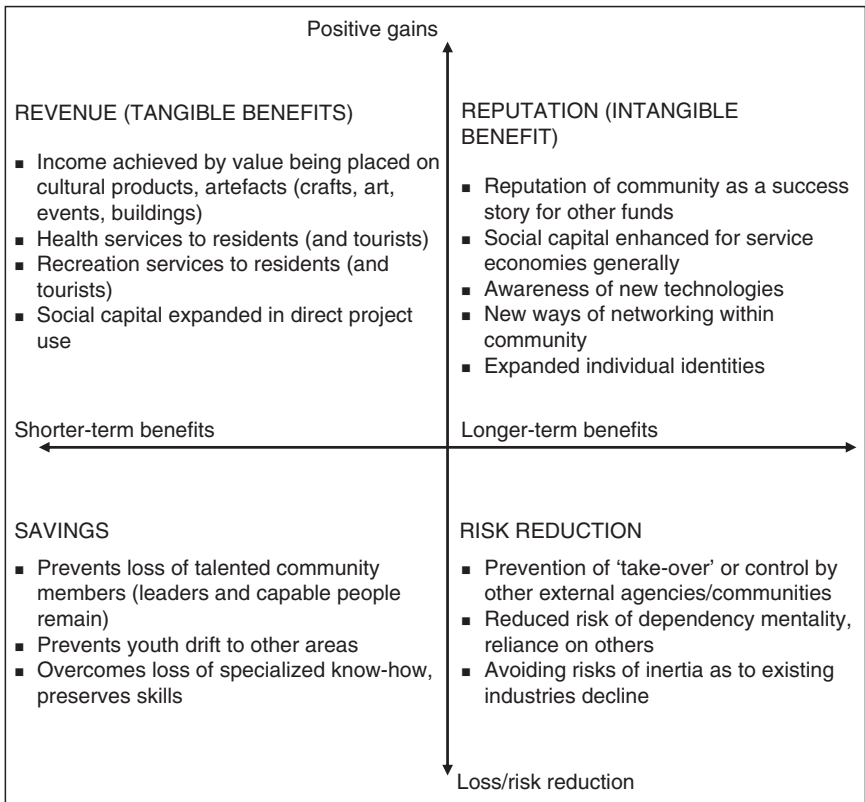 Positive gains
REVENUE (TANGIBLE BENEFITS)
■ Income achieved by value being placed on
cultural products, artefacts (crafts, art,
events, buildings)
■ Health services to residents (and tourists)
■ Recreation services to residents (and
tourists)
■ Social capital expanded in direct project
use
REPUTATION (INTANGIBLE
BENEFIT)
■ Reputation of community as a success
story for other funds
■ Social capital enhanced for service
economies generally
■ Awareness of new technologies
■ New ways of networking within
community
■ Expanded individual identities
Shorter-term benefits
Longer-term benefits
SAVINGS
■ Prevents loss of talented community
members (leaders and capable people
remain)
■ Prevents youth drift to other areas
■ Overcomes loss of specialized know-how,
preserves skills
RISK REDUCTION
■ Prevention of ‘take-over’ or control by
other external agencies/communities
■ Reduced risk of dependency mentality,
reliance on others
■ Avoiding risks of inertia as to existing
industries decline
Loss/risk reduction